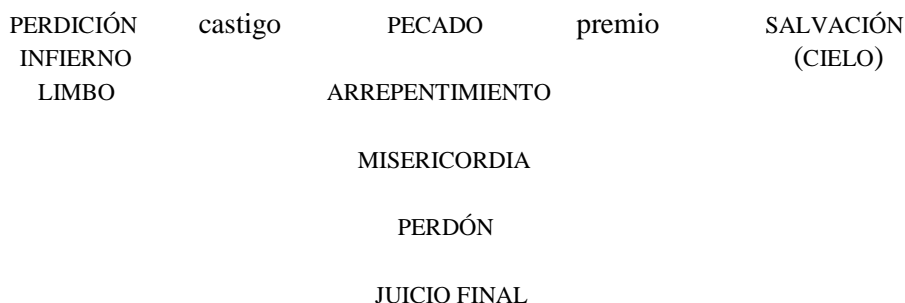 PERDICIÓN castigo PECADO premio SALVACIÓN
INFIERNO (CIELO)
LIMBO ARREPENTIMIENTO
MISERICORDIA
PERDÓN
JUICIO FINAL